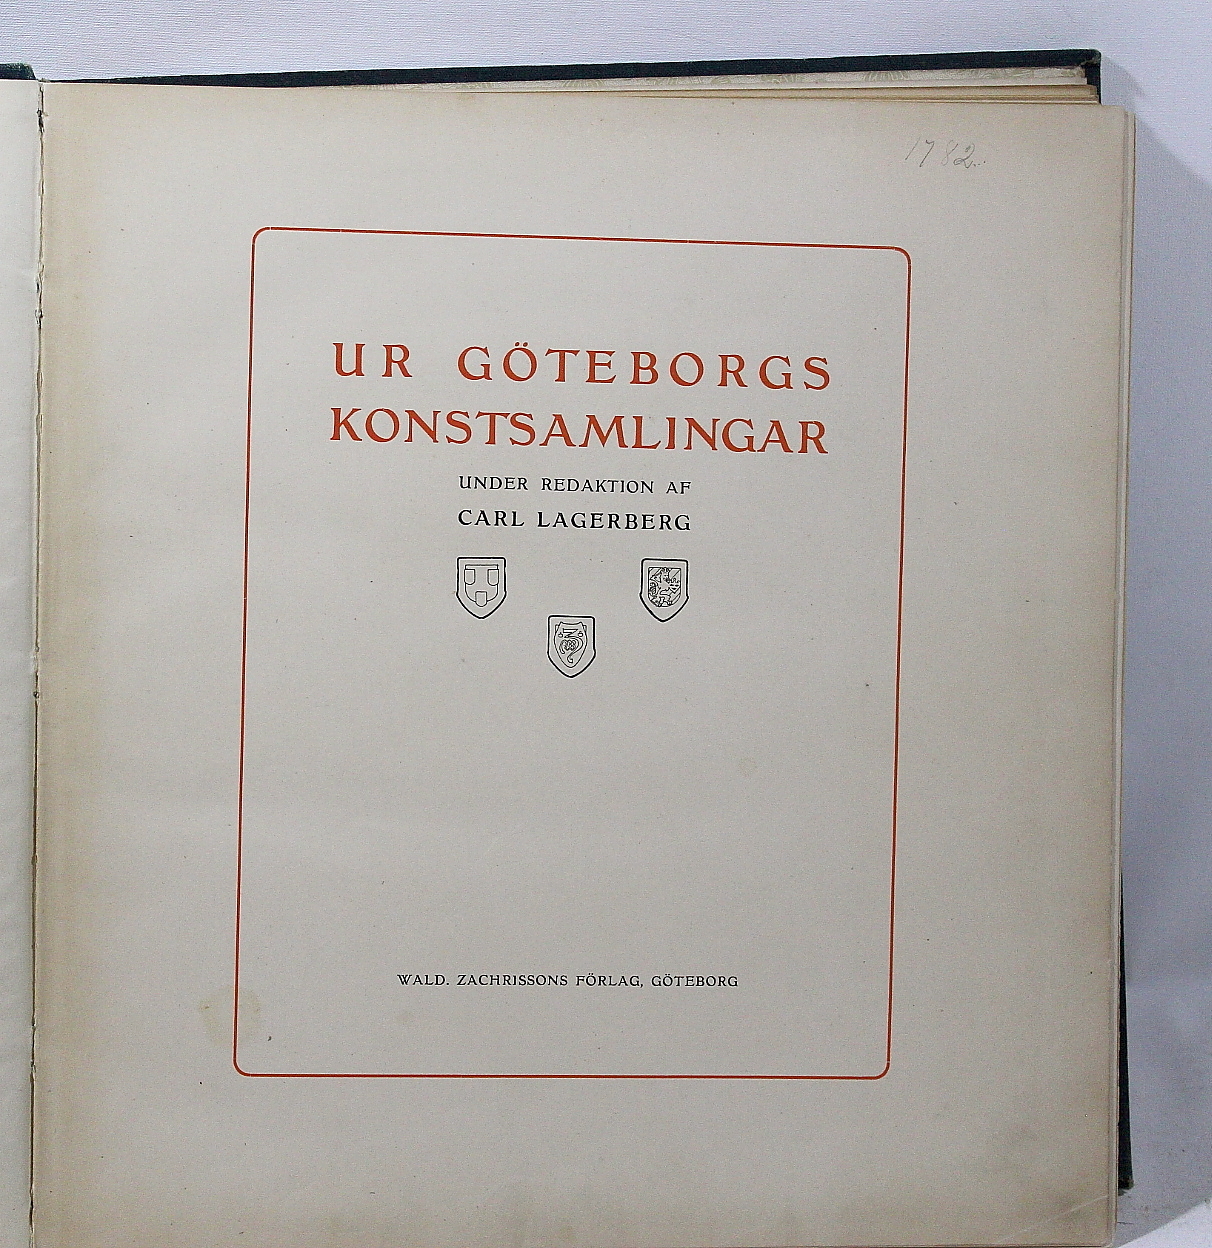 1782.
UR GÖTEBORGS
KONSTSAMLINGAR
UNDER REDAKTION AF
CARL LAGERBERG
WALD. ZACHRISSONS FÖRLAG, GÖTEBORG